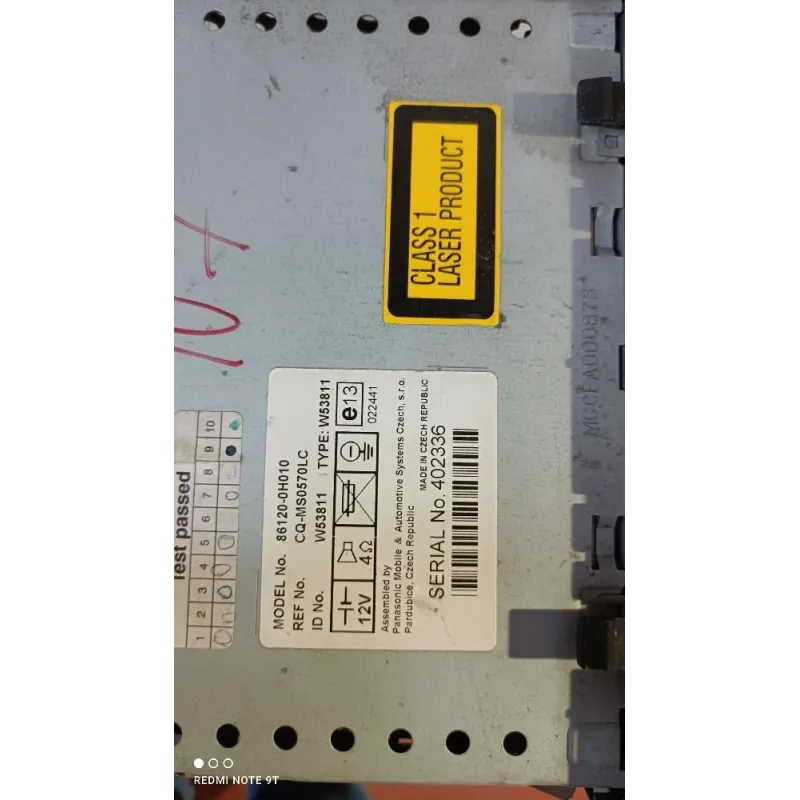 CLASS 1
LASER PRODUCT
MODEL No. 86120-0H010
REF No. CQ-MS0570LC
ID No. W53811 TYPE: W53811
12V 4Ω e13
022441
Assembled by
Panasonic Mobile & Automotive Systems Czech, s.r.o.
Pardubice, Czech Republic
MADE IN CZECH REPUBLIC
SERIAL No. 402336
Test passed
1 2 3 4 5 6 7 8 9 10
REDMI NOTE 9T